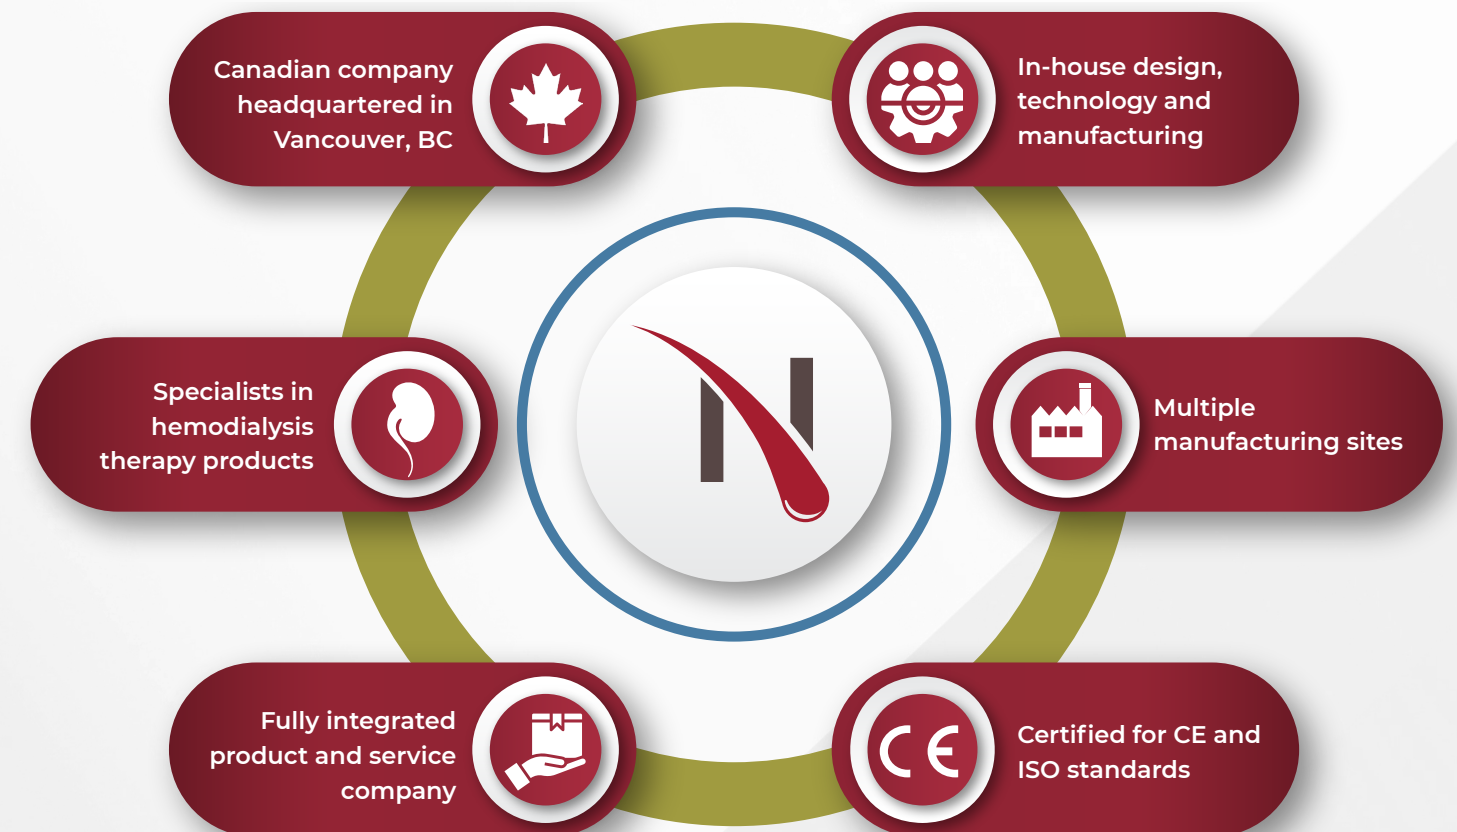 Canadian company
headquartered in
Vancouver, BC
In-house design,
technology and
manufacturing
Specialists in
hemodialysis
therapy products
N
Multiple
manufacturing sites
Fully integrated
product and service
company
CE
Certified for CE and
ISO standards